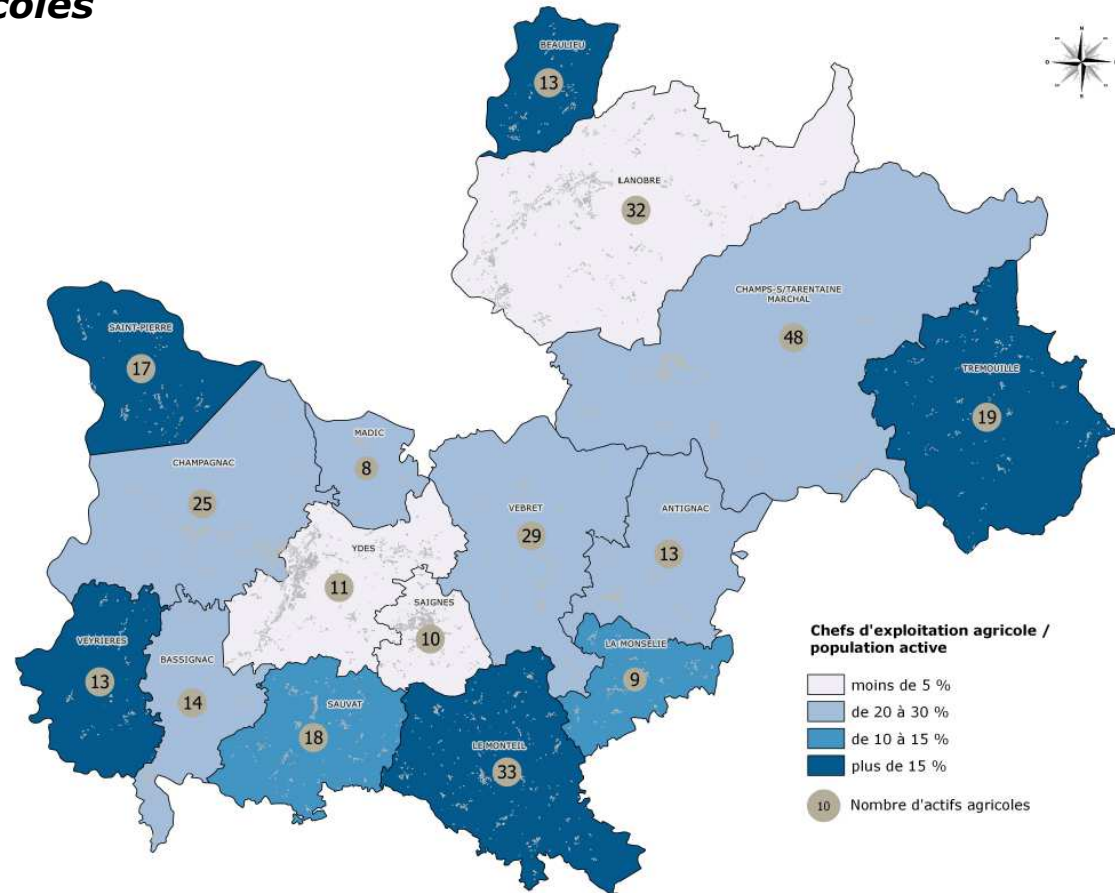 coles
BEAULIEU
13
LANOBRE
32
CHAMPS-S/TARENTAINE
MARCHAL
48
SAINT-PIERRE
17
TREMOUILLE
19
MADIC
8
CHAMPAGNAC
25
VEBRET
29
ANTIGNAC
13
YDES
11
SAIGNES
10
VEYRIERES
13
BASSIGNAC
14
LA MONSELIE
9
SAUVAT
18
LE MONTEIL
33
Chefs d'exploitation agricole /
population active
moins de 5 %
de 20 à 30 %
de 10 à 15 %
plus de 15 %
10 Nombre d'actifs agricoles